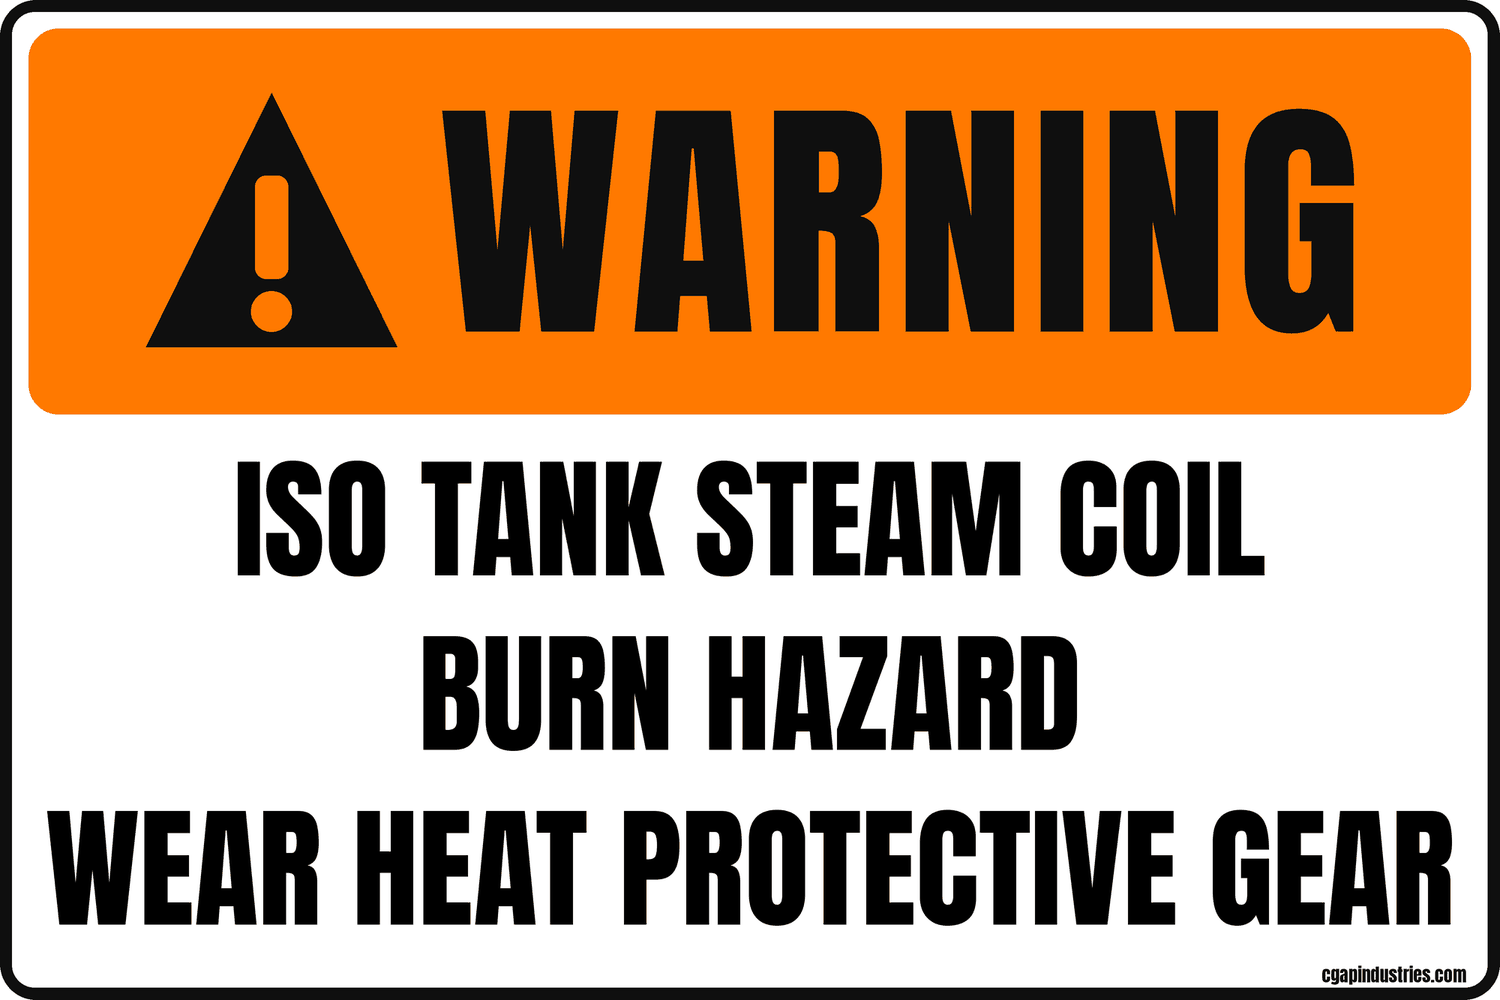 WARNING
ISO TANK STEAM COIL
BURN HAZARD
WEAR HEAT PROTECTIVE GEAR
cgapindustries.com